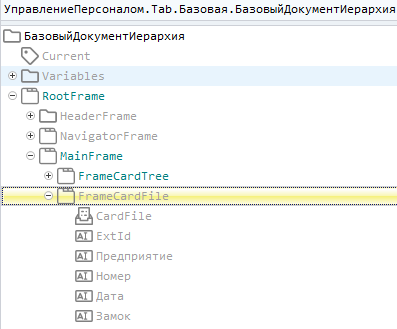 УправлениеПерсоналом.Tab.Базовая.БазовыйДокументИерархия
БазовыйДокументИерархия
Current
Variables
RootFrame
HeaderFrame
NavigatorFrame
MainFrame
FrameCardTree
FrameCardFile
CardFile
ExtId
Предприятие
Номер
Дата
Замок